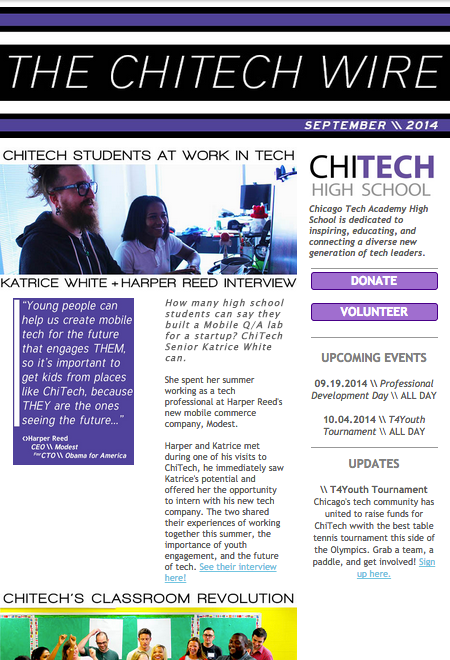 THE CHITECH WIRE
SEPTEMBER \\ 2014
CHITECH STUDENTS AT WORK IN TECH
KATRICE WHITE + HARPER REED INTERVIEW
"Young people can
help us create mobile
tech for the future
that engages THEM,
so it's important to
get kids from places
like ChiTech, because
THEY are the ones
seeing the future..."
Harper Reed
CEO \\ Modest
CTO \\ Obama for America
How many high school
students can say they
built a Mobile Q/A lab
for a startup? ChiTech
Senior Katrice White
can.
She spent her summer
working as a tech
professional at Harper Reed's
new mobile commerce
company, Modest.
Harper and Katrice met
during one of his visits to
ChiTech, he immediately saw
Katrice's potential and
offered her the opportunity
to intern with his new tech
company. The two shared
their experiences of working
together this summer, the
importance of youth
engagement, and the future
of tech. See their interview
here!
CHITECH'S CLASSROOM REVOLUTION
CHITECH
HIGH SCHOOL
Chicago Tech Academy High
School is dedicated to
inspiring, educating, and
connecting a diverse new
generation of tech leaders.
DONATE
VOLUNTEER
UPCOMING EVENTS
09.19.2014 \\ Professional
Development Day \\ ALL DAY
10.04.2014 \\ T4Youth
Tournament \\ ALL DAY
UPDATES
\\ T4Youth Tournament
Chicago's tech community has
united to raise funds for
ChiTech wwith the best table
tennis tournament this side of
the Olympics. Grab a team, a
paddle, and get involved! Sign
up here.